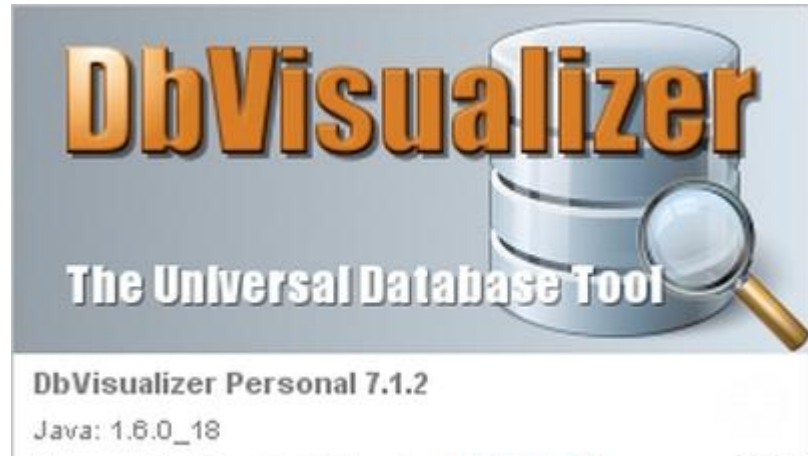 DbVisualizer
The Universal Database Tool
DbVisualizer Personal 7.1.2
Java: 1.6.0_18